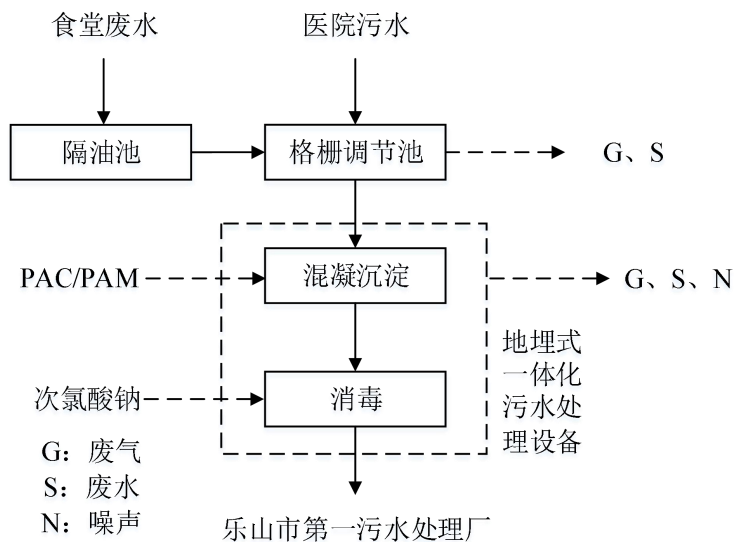 食堂废水
医院污水
隔油池
格栅调节池
G、S
PAC/PAM
混凝沉淀
G、S、N
地埋式
一体化
污水处
理设备
次氯酸钠
消毒
G：废气
S：废水
N：噪声
乐山市第一污水处理厂